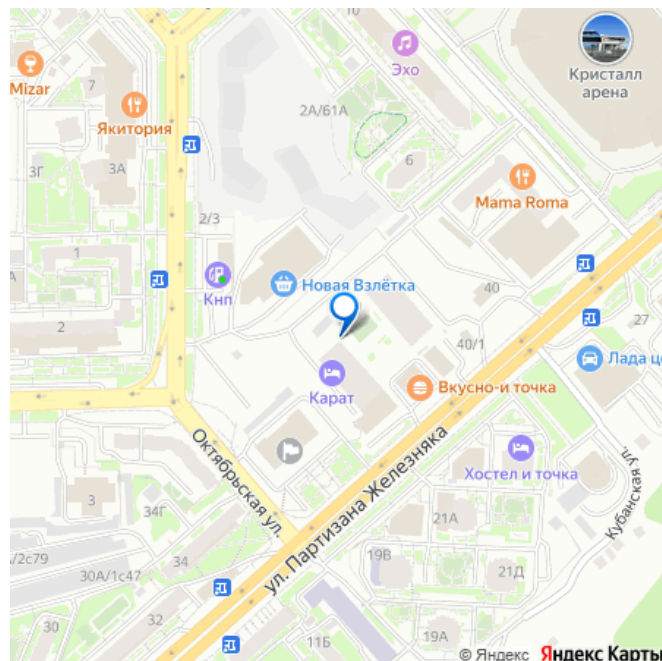 10
Эхо
Кристалл
арена
Mizar
7
Якитория
2А/61А
3А
3Г
6
Mama Roma
2/3
1
Кнп
Новая Взлётка
40
27
2
40/1
Лада це
Карат
Вкусно-и точка
Октябрьская ул.
ул. Партизана Железняка
Хостел и точка
Кубанская ул.
3
34Г
21А
34
19В
А/2с79
30А/1с47
21Д
32
11Б
19А
© Яндекс Яндекс Карты